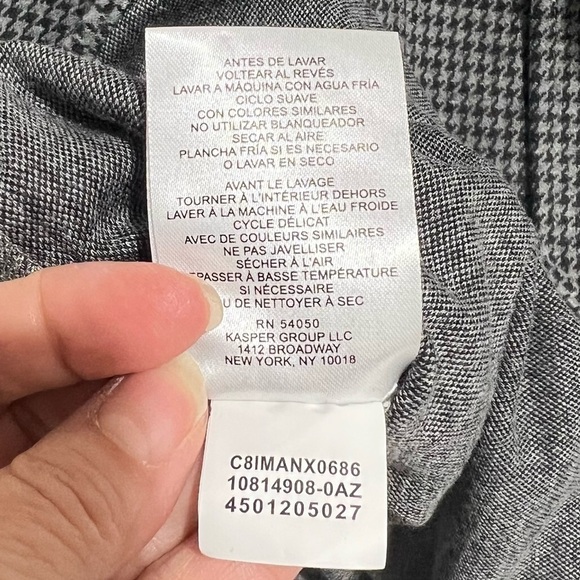 ANTES DE LAVAR
VOLTEAR AL REVÉS
LAVAR A MÁQUINA CON AGUA FRÍA
CICLO SUAVE
CON COLORES SIMILARES
NO UTILIZAR BLANQUEADOR
SECAR AL AIRE
PLANCHA FRÍA SI ES NECESARIO
O LAVAR EN SECO
AVANT LE LAVAGE
TOURNER À L'INTÉRIEUR DEHORS
LAVER À LA MACHINE À L'EAU FROIDE
CYCLE DÉLICAT
AVEC DE COULEURS SIMILAIRES
NE PAS JAVELLISER
SÉCHER À L'AIR
EPASSER À BASSE TEMPÉRATURE
SI NÉCESSAIRE
U DE NETTOYER À SEC
RN 54050
KASPER GROUP LLC
1412 BROADWAY
NEW YORK, NY 10018
C8IMANX0686
10814908-0AZ
4501205027